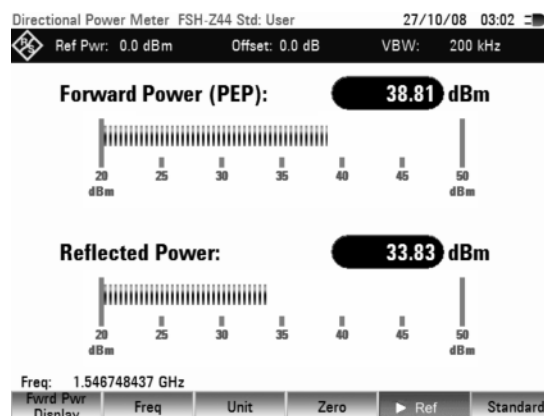 Directional Power Meter FSH-Z44 Std: User 27/10/08 03:02
Ref Pwr: 0.0 dBm Offset: 0.0 dB VBW: 200 kHz
Forward Power (PEP): 38.81 dBm
20 25 30 35 40 45 50
dBm dBm
Reflected Power: 33.83 dBm
20 25 30 35 40 45 50
dBm dBm
Freq: 1.546748437 GHz
Fwrd Pwr Display Freq Unit Zero ▶ Ref Standard